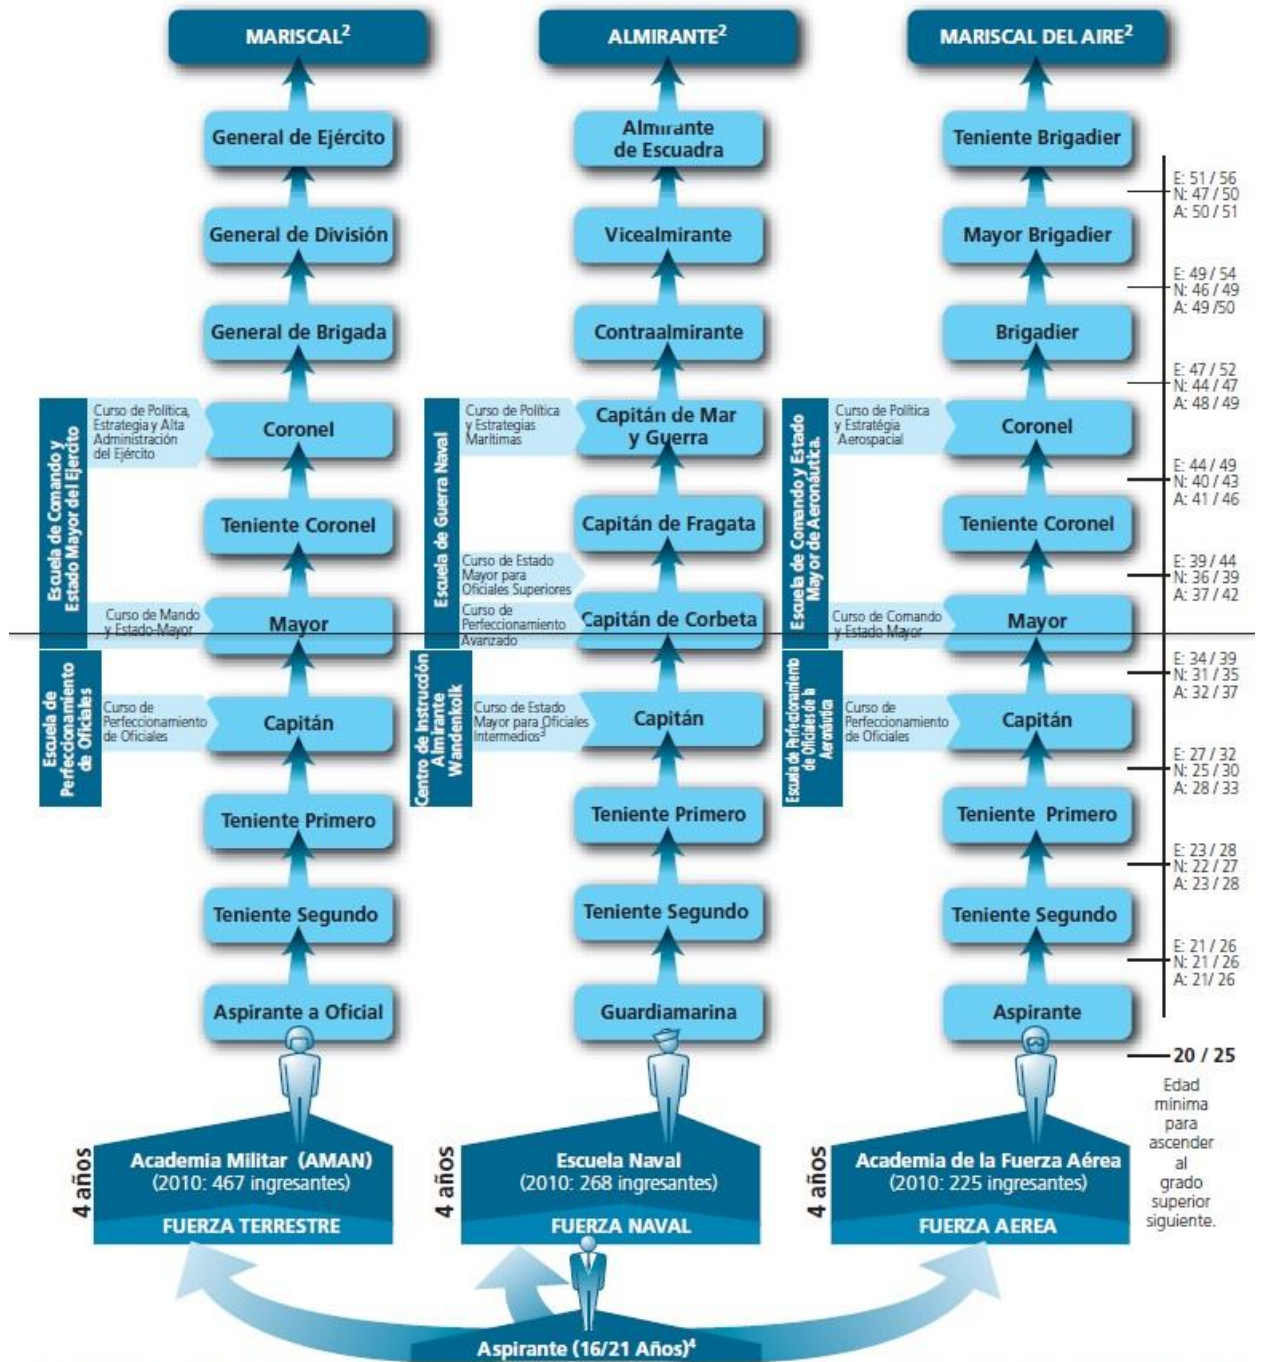 MARISCAL²
ALMIRANTE²
MARISCAL DEL AIRE²
General de Ejército
Almirante
de Escuadra
Teniente Brigadier
E: 51 / 56
N: 47 / 50
A: 50 / 51
General de División
Vicealmirante
Mayor Brigadier
E: 49 / 54
N: 46 / 49
A: 49 /50
General de Brigada
Contraalmirante
Brigadier
E: 47 / 52
N: 44 / 47
A: 48 / 49
Escuela de Comando y
Estado Mayor del Ejercito
Curso de Política,
Estrategia y Alta
Administración
del Ejército
Coronel
Escuela de Guerra Naval
Curso de Política
y Estrategias
Marítimas
Capitán de Mar
y Guerra
Escuela de Comando y Estado
Mayor de Aeronáutica.
Curso de Política
y Estratégia
Aerospacial
Coronel
E: 44 / 49
N: 40 / 43
A: 41 / 46
Teniente Coronel
Capitán de Fragata
Teniente Coronel
Curso de Estado
Mayor para
Oficiales Superiores
E: 39 / 44
N: 36 / 39
A: 37 / 42
Curso de Mando
y Estado-Mayor
Mayor
Curso de
Perfeccionamiento
Avanzado
Capitán de Corbeta
Curso de Comando
y Estado Mayor
Mayor
E: 34 / 39
N: 31 / 35
A: 32 / 37
Escuela de
Perfeccionamiento
de Oficiales
Curso de
Perfeccionamiento
de Oficiales
Capitán
Centro de Instrucción
Almirante
Wandenkolk
Curso de Estado
Mayor para Oficiales
Intermedios³
Capitán
Escuela de Perfeccionamiento
de Oficiales de la
Aeronáutica
Curso de
Perfeccionamiento
de Oficiales
Capitán
E: 27 / 32
N: 25 / 30
A: 28 / 33
Teniente Primero
Teniente Primero
Teniente Primero
E: 23 / 28
N: 22 / 27
A: 23 / 28
Teniente Segundo
Teniente Segundo
Teniente Segundo
E: 21 / 26
N: 21 / 26
A: 21/ 26
Aspirante a Oficial
Guardiamarina
Aspirante
20 / 25
Edad
mínima
para
ascender
al
grado
superior
siguiente.
4 años
Academia Militar (AMAN)
(2010: 467 ingresantes)
FUERZA TERRESTRE
4 años
Escuela Naval
(2010: 268 ingresantes)
FUERZA NAVAL
4 años
Academia de la Fuerza Aérea
(2010: 225 ingresantes)
FUERZA AEREA
Aspirante (16/21 Años)⁴